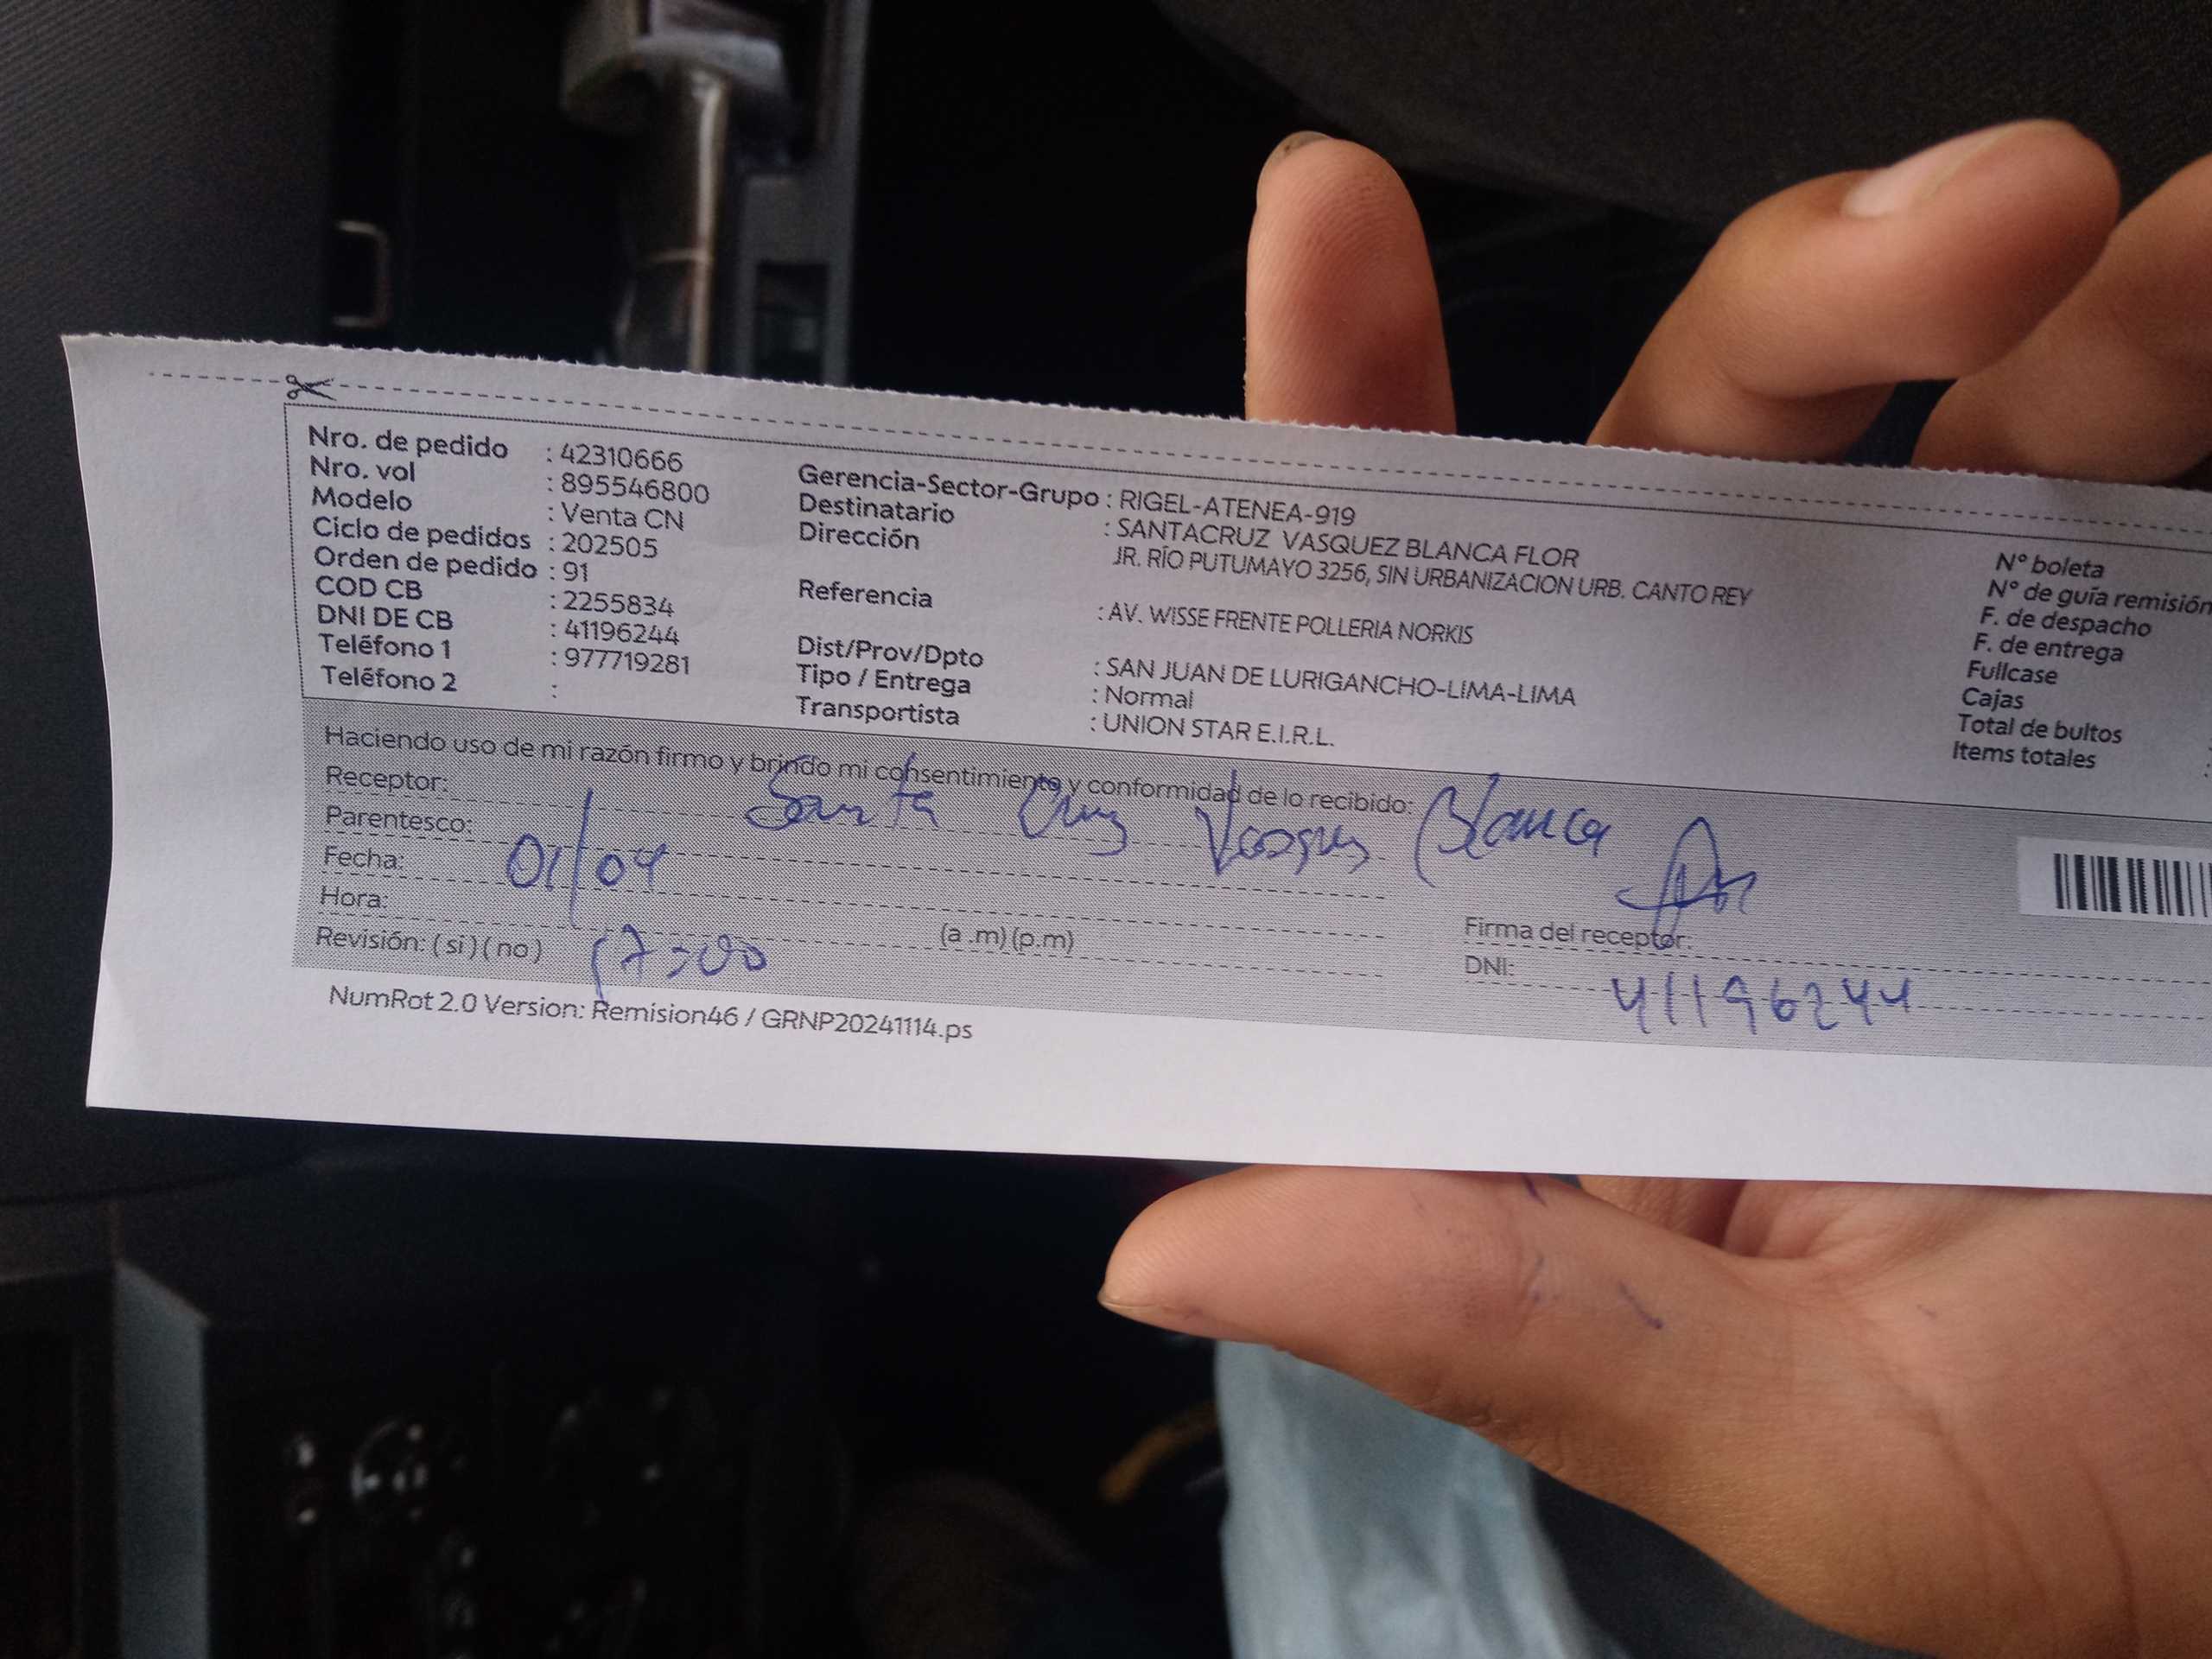 Nro. de pedido : 42310666
Nro. vol : 895546800
Modelo : Venta CN
Ciclo de pedidos : 202505
Orden de pedido : 91
COD CB : 2255834
DNI DE CB : 41196244
Teléfono 1 : 977719281
Teléfono 2 :
Gerencia-Sector-Grupo : RIGEL-ATENEA-919
Destinatario : SANTACRUZ VASQUEZ BLANCA FLOR
Dirección JR. RÍO PUTUMAYO 3256, SIN URBANIZACION URB. CANTO REY
Referencia : AV. WISSE FRENTE POLLERIA NORKIS
Dist/Prov/Dpto : SAN JUAN DE LURIGANCHO-LIMA-LIMA
Tipo / Entrega : Normal
Transportista : UNION STAR E.I.R.L.
N° boleta
N° de guía remisión
F. de despacho
F. de entrega
Fullcase
Cajas
Total de bultos :
Items totales :
Haciendo uso de mi razón firmo y brindo mi consentimiento y conformidad de lo recibido:
Receptor: Santa Cruz Vasquez Blanca
Parentesco:
Fecha: 01/04
Hora: 17:00 (a .m) (p.m)
Revisión: ( si ) ( no )
Firma del receptor:
DNI: 41196244
NumRot 2.0 Version: Remision46 / GRNP20241114.ps